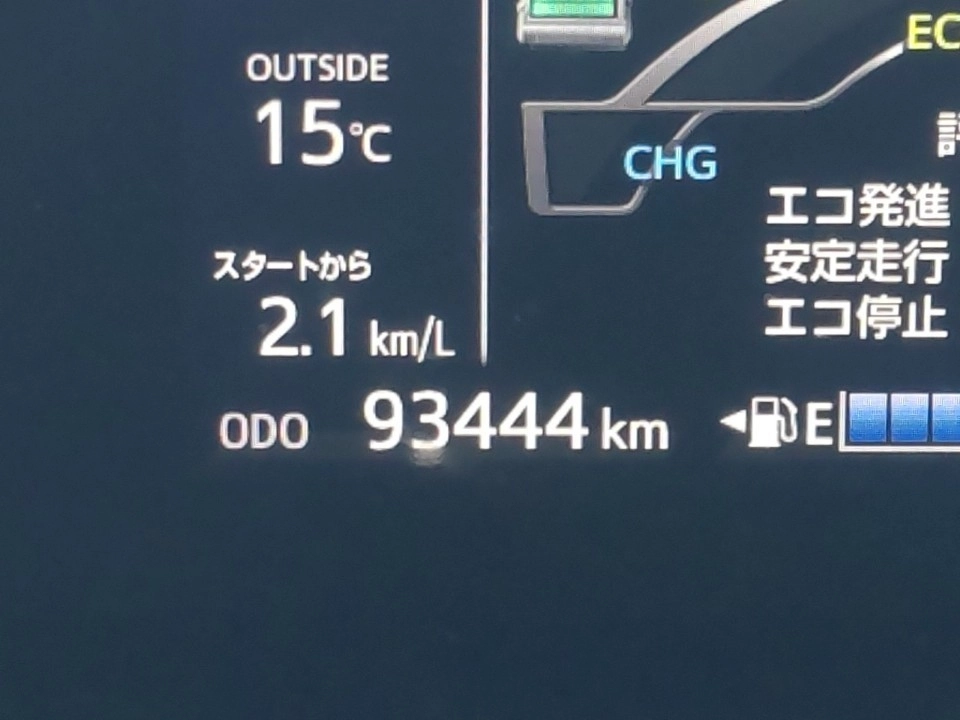 OUTSIDE
15℃
スタートから
2.1 km/L
ODO 93444 km
EC
CHG
エコ発進
安定走行
エコ停止
E